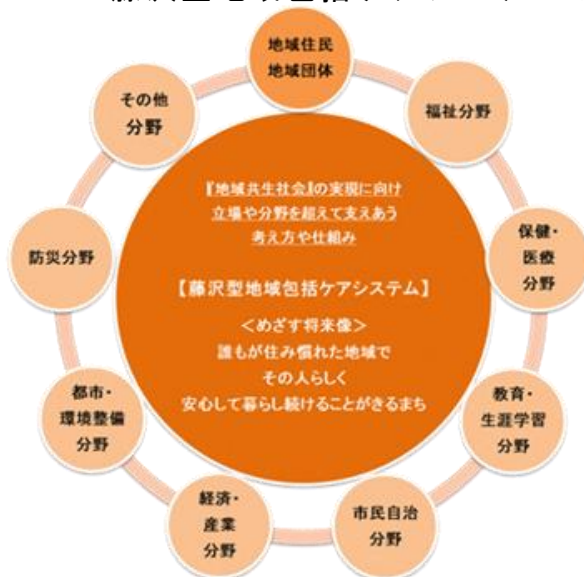 地域住民
地域団体
福祉分野
保健・
医療
分野
教育・
生涯学習
分野
市民自治
分野
経済・
産業
分野
都市・
環境整備
分野
防災分野
その他
分野
『地域共生社会』の実現に向け
立場や分野を超えて支えあう
考え方や仕組み
【藤沢型地域包括ケアシステム】
＜めざす将来像＞
誰もが住み慣れた地域で
その人らしく
安心して暮らし続けることがきるまち